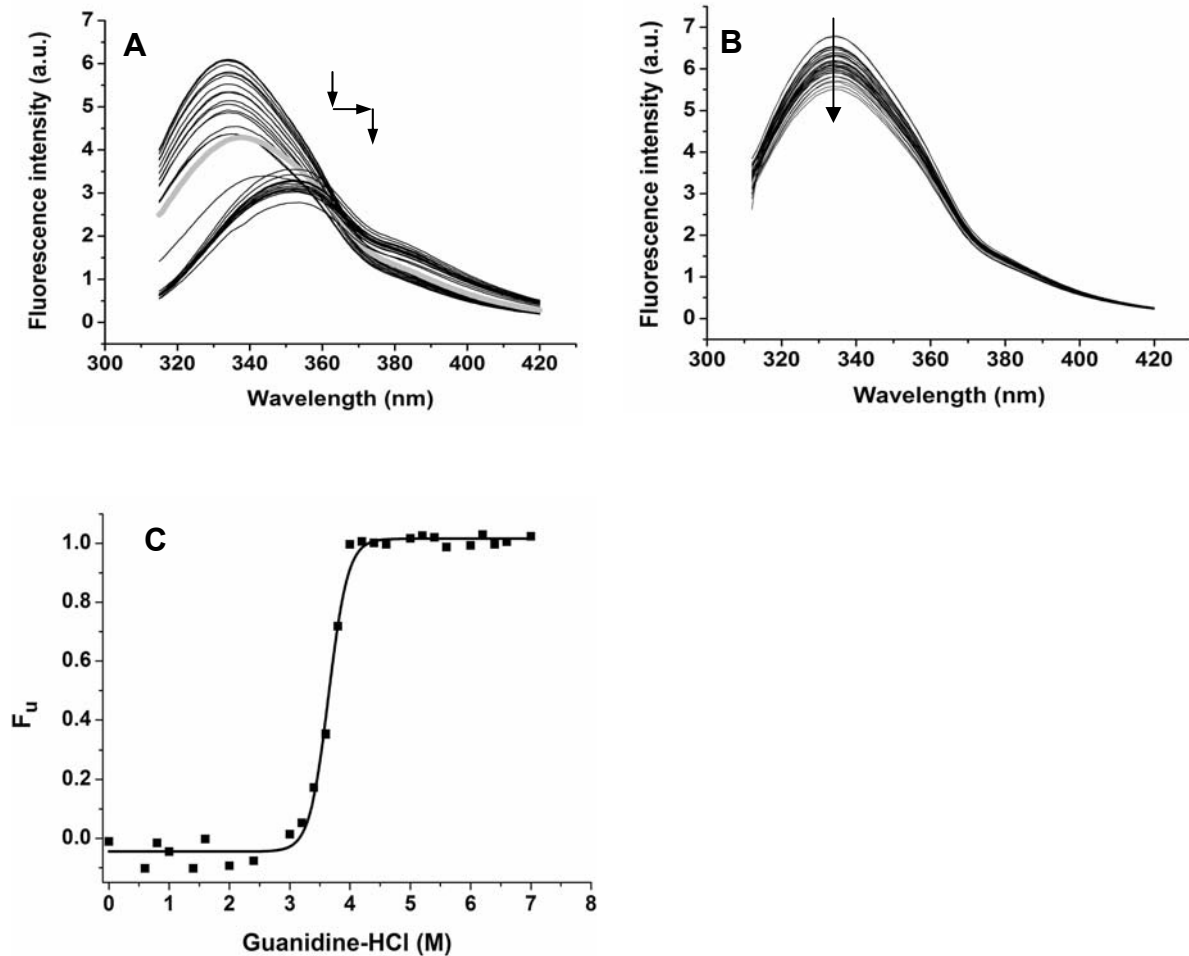 A
Fluorescence intensity (a.u.)
7
6
5
4
3
2
1
0
300 320 340 360 380 400 420
Wavelength (nm)
B
Fluorescence intensity (a.u.)
7
6
5
4
3
2
1
0
300 320 340 360 380 400 420
Wavelength (nm)
C
Fu
1.0
0.8
0.6
0.4
0.2
0.0
0 1 2 3 4 5 6 7 8
Guanidine-HCl (M)